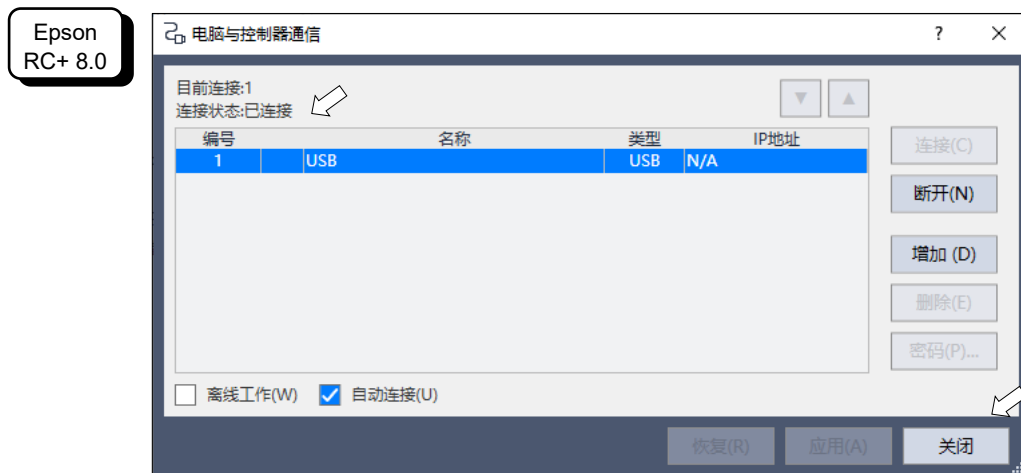 Epson
RC+ 8.0
电脑与控制器通信
?
目前连接:1
连接状态:已连接
编号 名称 类型 IP地址
1 USB USB N/A
连接(C)
断开(N)
增加 (D)
删除(E)
密码(P)...
离线工作(W) 自动连接(U)
恢复(R) 应用(A) 关闭